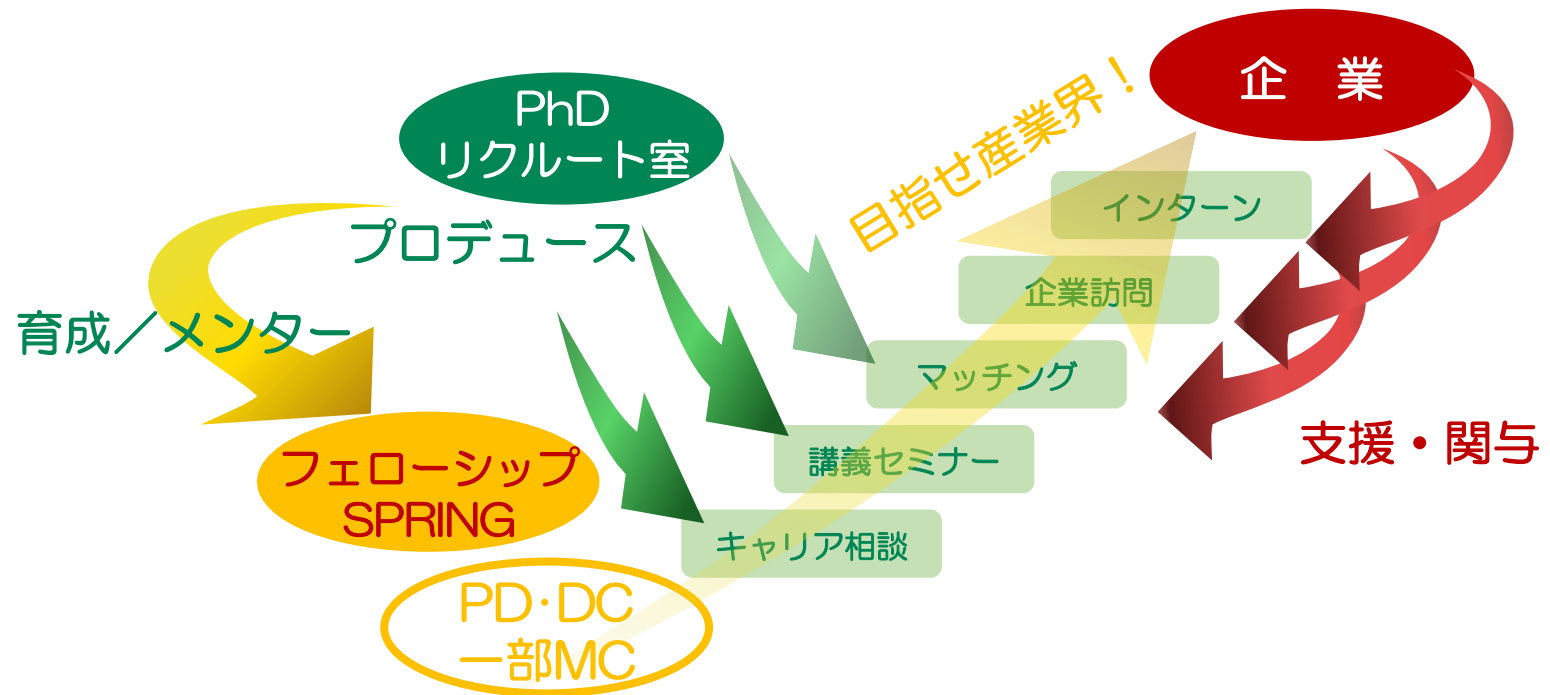 企　業
目指せ産業界！
PhD
リクルート室
プロデュース
育成／メンター
インターン
企業訪問
マッチング
講義セミナー
キャリア相談
支援・関与
フェローシップ
SPRING
PD･DC
一部MC